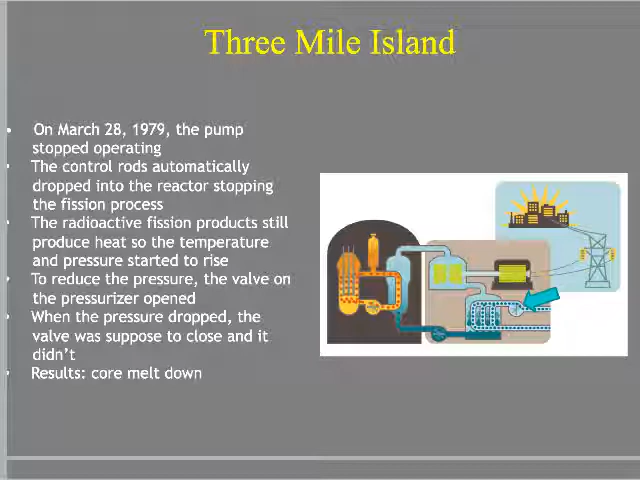 Three Mile Island
• On March 28, 1979, the pump
stopped operating
• The control rods automatically
dropped into the reactor stopping
the fission process
• The radioactive fission products still
produce heat so the temperature
and pressure started to rise
• To reduce the pressure, the valve on
the pressurizer opened
• When the pressure dropped, the
valve was suppose to close and it
didn't
• Results: core melt down